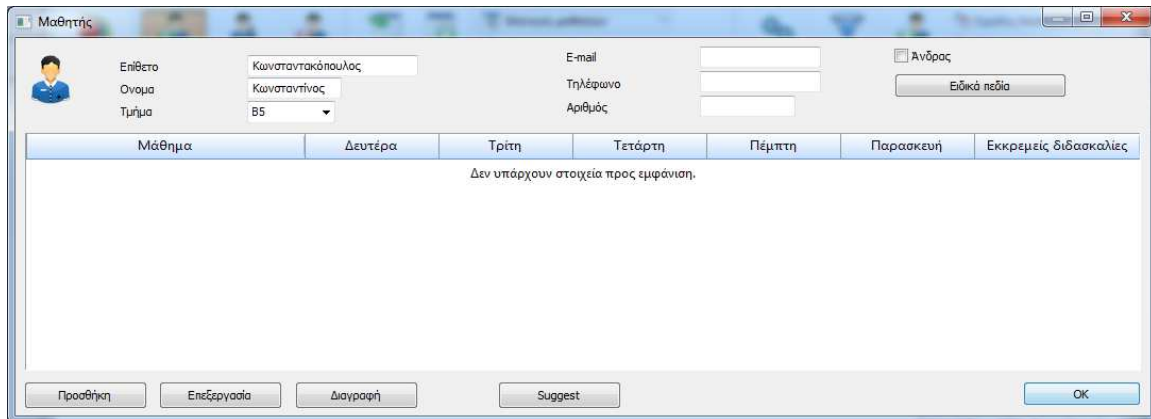 Μαθητής
Επίθετο Κωνσταντακόπουλος E-mail Άνδρας
Ονομα Κωνσταντίνος Τηλέφωνο Ειδικά πεδία
Τμήμα B5 Αριθμός
Μάθημα Δευτέρα Τρίτη Τετάρτη Πέμπτη Παρασκευή Εκκρεμείς διδασκαλίες
Δεν υπάρχουν στοιχεία προς εμφάνιση.
Προσθήκη Επεξεργασία Διαγραφή Suggest OK